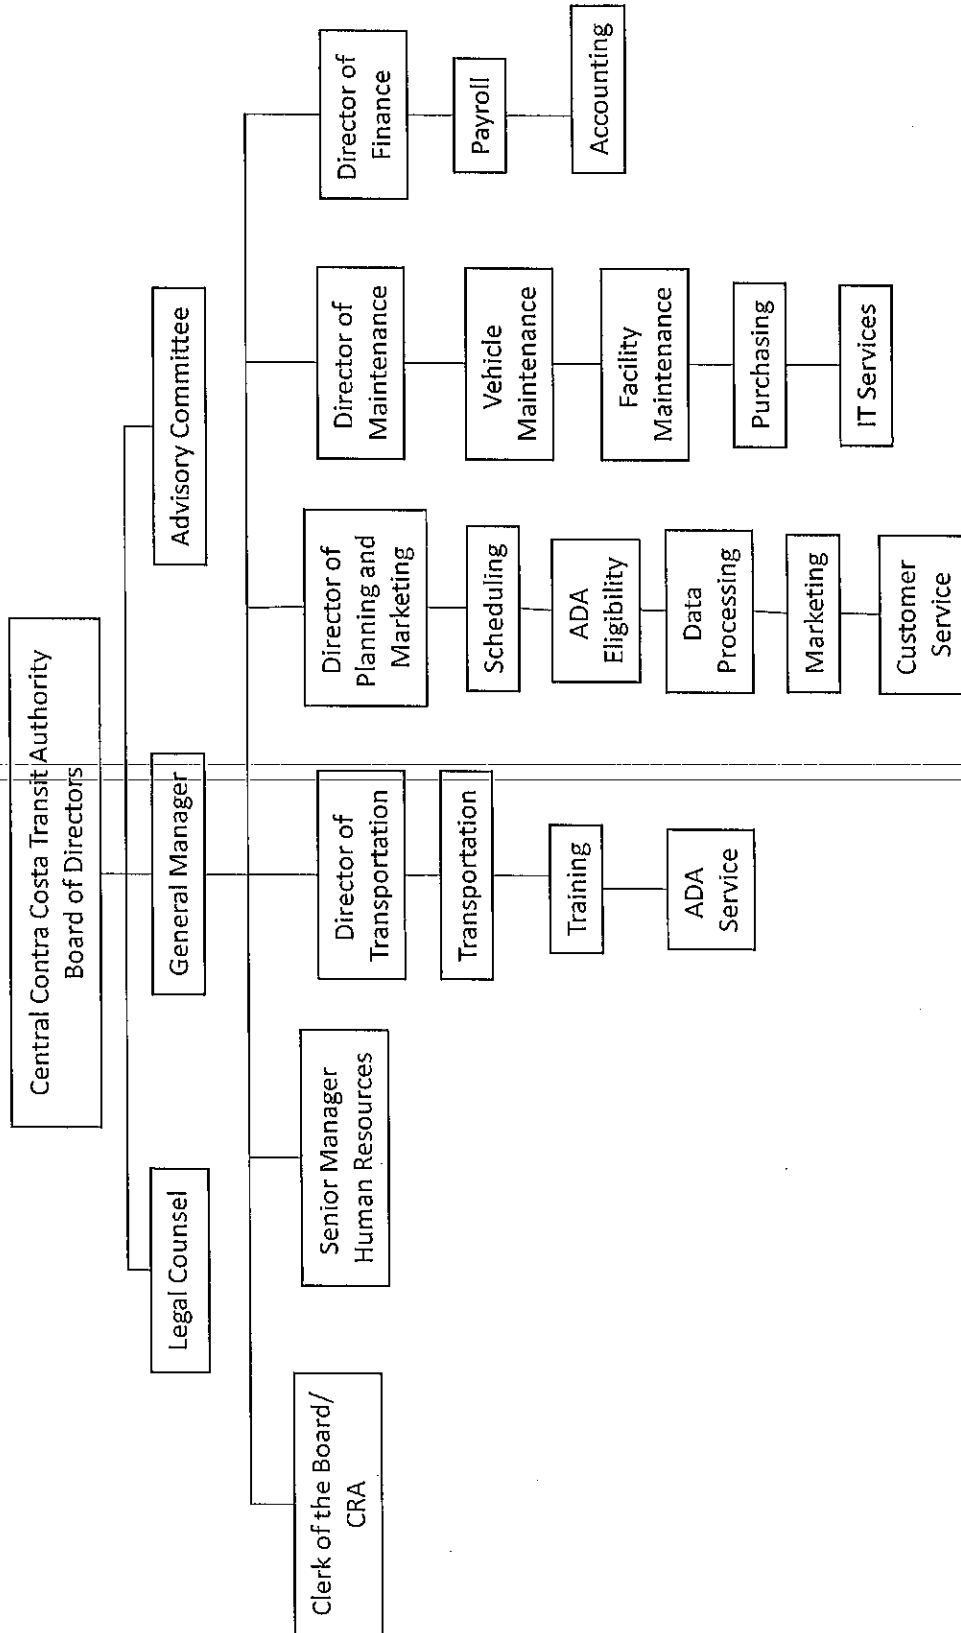 Central Contra Costa Transit Authority
Board of Directors
Legal Counsel
General Manager
Advisory Committee
Clerk of the Board/
CRA
Senior Manager
Human Resources
Director of
Transportation
Transportation
Training
ADA
Service
Director of
Planning and
Marketing
Scheduling
ADA
Eligibility
Data
Processing
Marketing
Customer
Service
Director of
Maintenance
Vehicle
Maintenance
Facility
Maintenance
Purchasing
IT Services
Director of
Finance
Payroll
Accounting